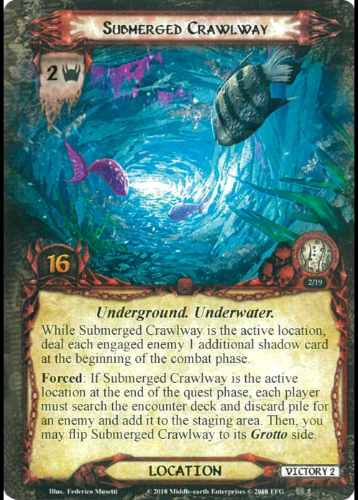 Submerged Crawlway
2
16
2/19
Underground. Underwater.
While Submerged Crawlway is the active location,
deal each engaged enemy 1 additional shadow card
at the beginning of the combat phase.
Forced: If Submerged Crawlway is the active
location at the end of the quest phase, each player
must search the encounter deck and discard pile for
an enemy and add it to the staging area. Then, you
may flip Submerged Crawlway to its Grotto side.
LOCATION
VICTORY 2
Illus. Federico Musetti
© 2018 Middle-earth Enterprises © 2018 FFG